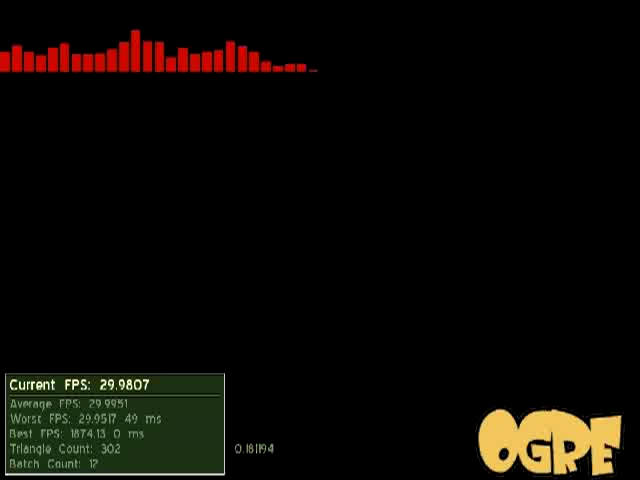 Current FPS: 29.9807
Average FPS: 29.9951
Worst FPS: 29.9517 49 ms
Best FPS: 1874.13 0 ms
Triangle Count: 302
Batch Count: 12
0.181194
OGRE